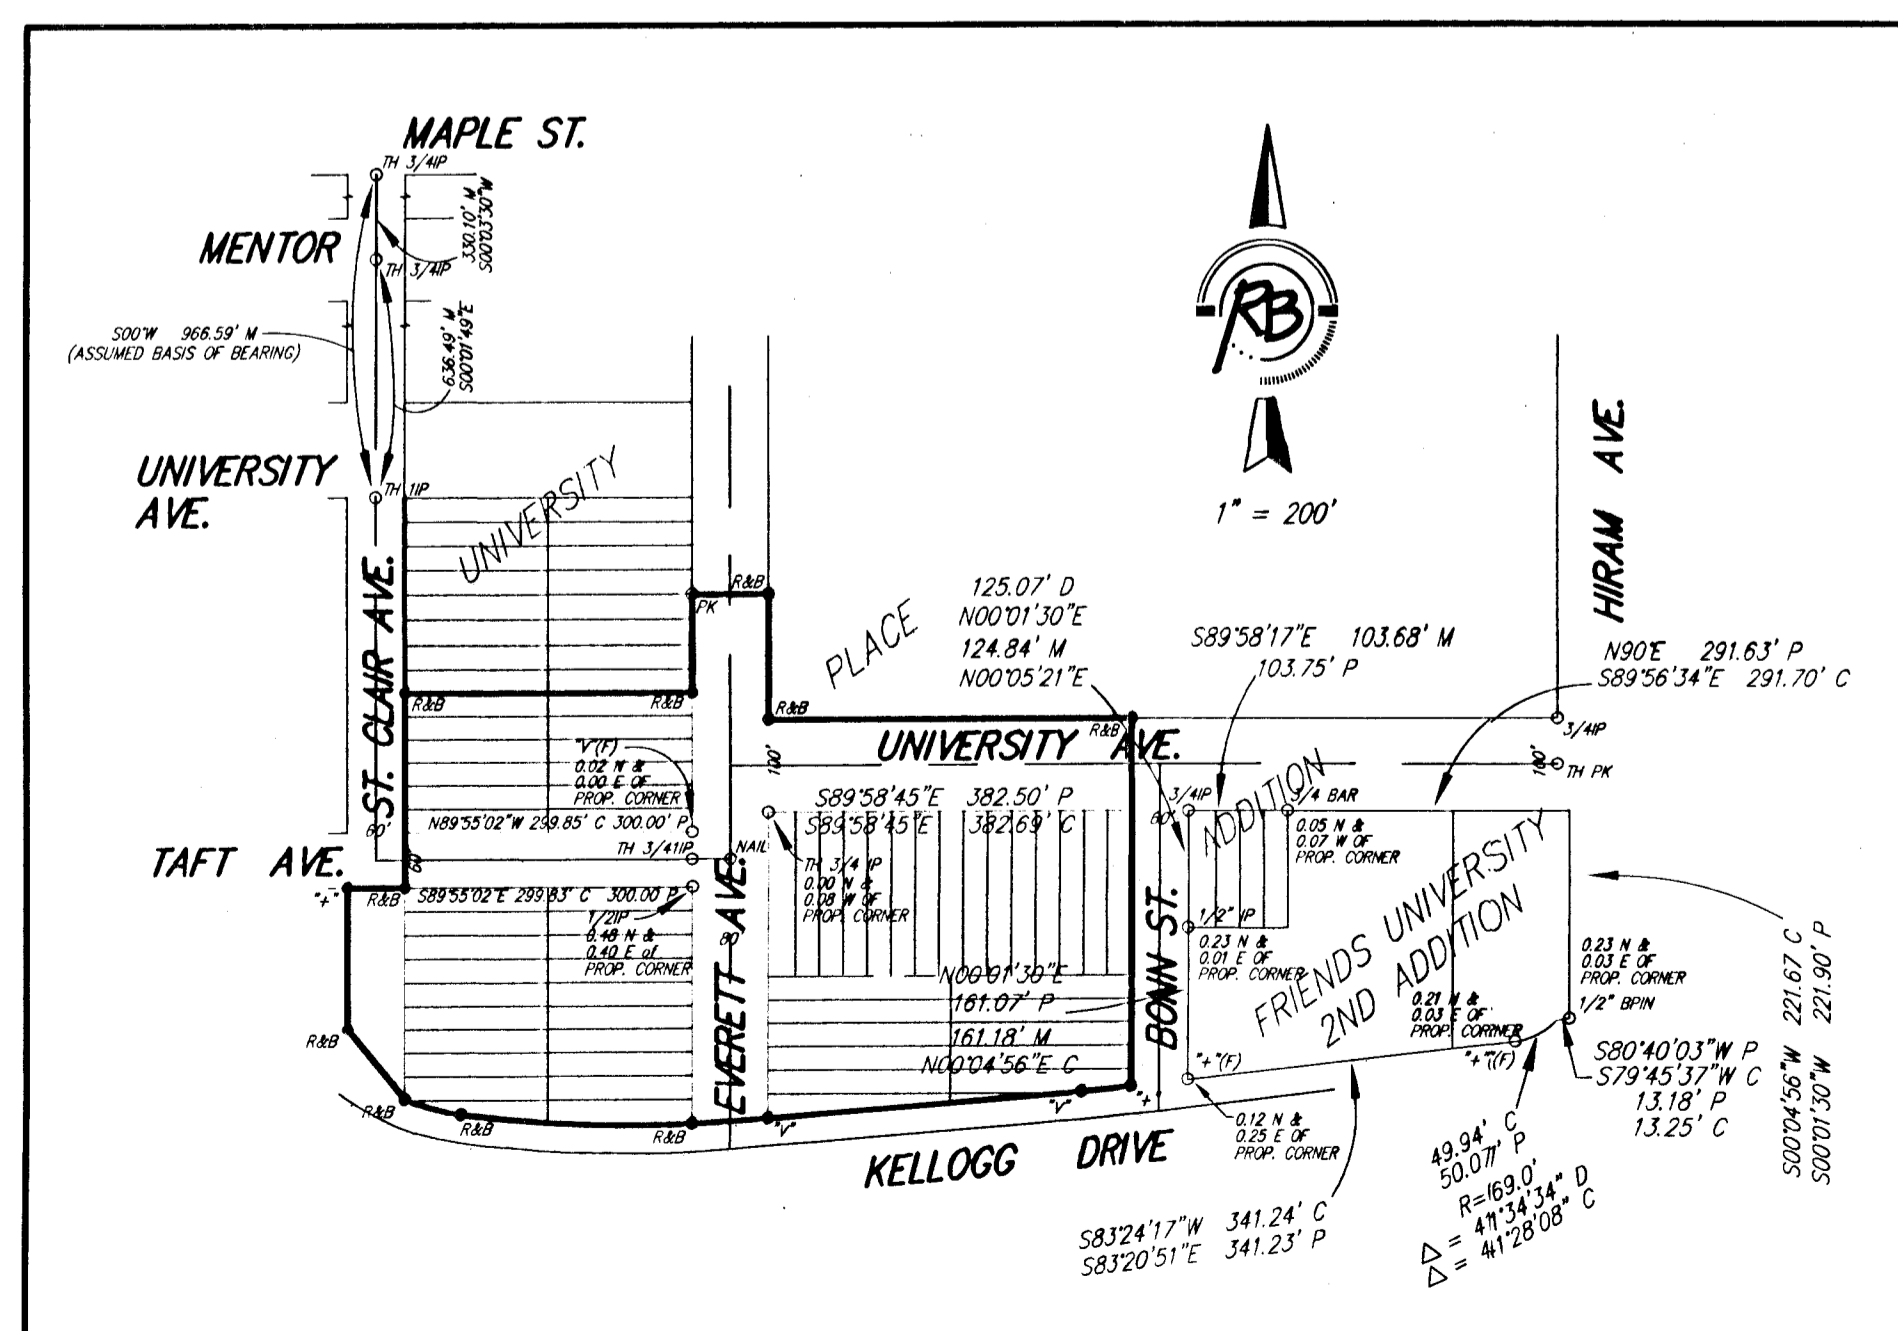 MAPLE ST.
TH 3/4IP
330.10' M
S00°03'30"W
MENTOR
TH 3/4IP
S00°W 966.59' M
(ASSUMED BASIS OF BEARING)
636.49' M
S00°01'49"E
RB
1" = 200'
HIRAM AVE.
UNIVERSITY
AVE.
TH 1IP
UNIVERSITY
ST. CLAIR AVE.
R&B
PK
PLACE
125.07' D
N00°01'30"E
124.84' M
N00°05'21"E
S89°58'17"E 103.68' M
103.75' P
N90°E 291.63' P
S89°56'34"E 291.70' C
R&B
R&B
R&B
R&B
3/4IP
UNIVERSITY AVE.
100'
100'
TH PK
"V"(F)
0.02 N &
0.00 E OF
PROP. CORNER
S89°58'45"E 382.50' P
S89°58'45"E 382.69' C
3/4IP
3/4 BAR
ADDITION
60'
N89°55'02"W 299.85' C 300.00' P
60'
0.05 N &
0.07 W OF
PROP. CORNER
TH 3/41IP
NAIL
TAFT AVE.
60'
TH 3/4 IP
0.00 N &
0.08 W OF
PROP. CORNER
"+"
R&B
S89°55'02"E 299.83' C 300.00 P
1/2IP
0.48 N &
0.40 E of
PROP. CORNER
80'
EVERETT AVE.
BONN ST.
1/2" IP
0.23 N &
0.01 E OF
PROP. CORNER
FRIENDS UNIVERSITY
2ND ADDITION
0.23 N &
0.03 E OF
PROP. CORNER
1/2" BPIN
S00°04'56"W 221.67 C
S00°01'30"W 221.90' P
N00°01'30"E
161.07' P
161.18' M
N00°04'56"E C
0.21 N &
0.03 E OF
PROP. CORNER
"+"(F)
"+"(F)
R&B
S80°40'03"W P
S79°45'37"W C
13.18' P
13.25' C
R&B
R&B
R&B
"V"
"V"
"+"
0.12 N &
0.25 E OF
PROP. CORNER
KELLOGG DRIVE
49.94' C
R=169.0'
S83°24'17"W 341.24' C
S83°20'51"E 341.23' P